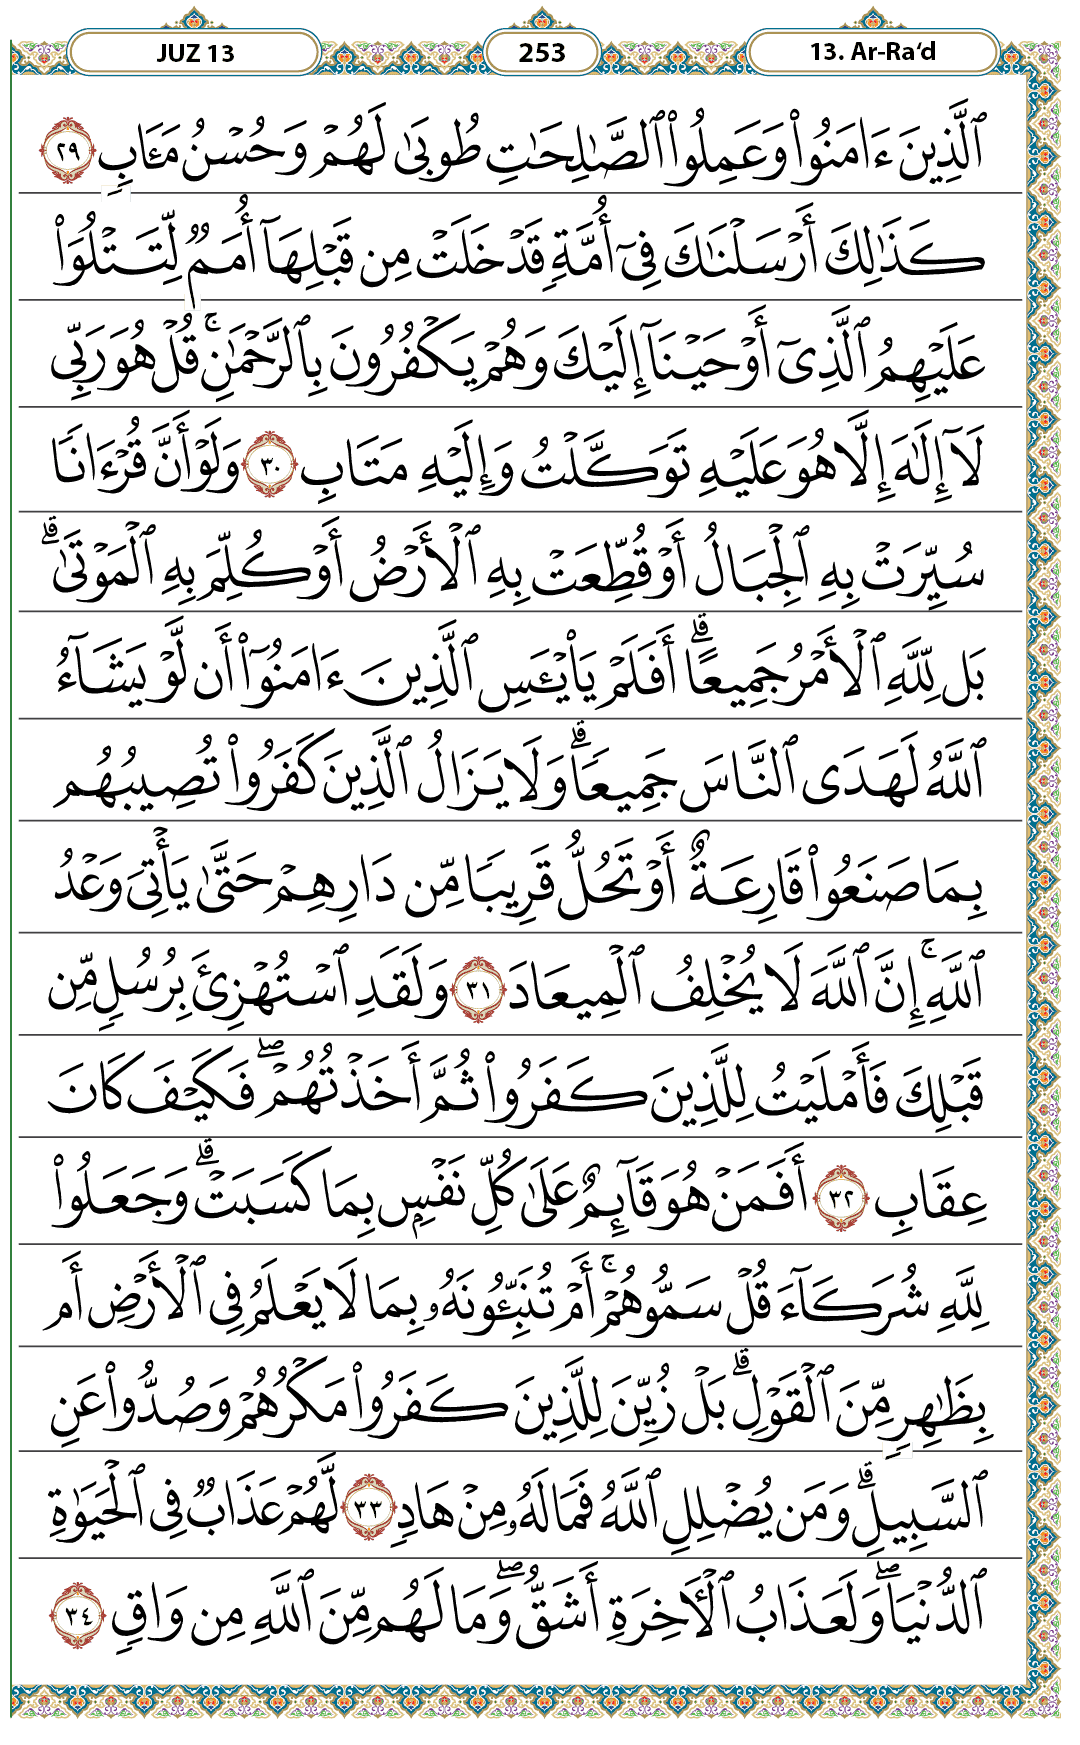 JUZ 13
253
13. Ar-Ra‘d
ٱلَّذِينَ ءَامَنُوا۟ وَعَمِلُوا۟ ٱلصَّـٰلِحَـٰتِ طُوبَىٰ لَهُمْ وَحُسْنُ مَـَٔابٍ ٢٩
كَذَٰلِكَ أَرْسَلْنَـٰكَ فِىٓ أُمَّةٍ قَدْ خَلَتْ مِن قَبْلِهَآ أُمَمٌ لِّتَتْلُوَا۟
عَلَيْهِمُ ٱلَّذِىٓ أَوْحَيْنَآ إِلَيْكَ وَهُمْ يَكْفُرُونَ بِٱلرَّحْمَـٰنِ ۚ قُلْ هُوَ رَبِّى
لَآ إِلَـٰهَ إِلَّا هُوَ عَلَيْهِ تَوَكَّلْتُ وَإِلَيْهِ مَتَابِ ٣٠ وَلَوْ أَنَّ قُرْءَانًا
سُيِّرَتْ بِهِ ٱلْجِبَالُ أَوْ قُطِّعَتْ بِهِ ٱلْأَرْضُ أَوْ كُلِّمَ بِهِ ٱلْمَوْتَىٰ ۗ
بَل لِّلَّهِ ٱلْأَمْرُ جَمِيعًا ۗ أَفَلَمْ يَا۟يْـَٔسِ ٱلَّذِينَ ءَامَنُوٓا۟ أَن لَّوْ يَشَآءُ
ٱللَّهُ لَهَدَى ٱلنَّاسَ جَمِيعًا ۗ وَلَا يَزَالُ ٱلَّذِينَ كَفَرُوا۟ تُصِيبُهُم
بِمَا صَنَعُوا۟ قَارِعَةٌ أَوْ تَحُلُّ قَرِيبًا مِّن دَارِهِمْ حَتَّىٰ يَأْتِىَ وَعْدُ
ٱللَّهِ ۚ إِنَّ ٱللَّهَ لَا يُخْلِفُ ٱلْمِيعَادَ ٣١ وَلَقَدِ ٱسْتُهْزِئَ بِرُسُلٍ مِّن
قَبْلِكَ فَأَمْلَيْتُ لِلَّذِينَ كَفَرُوا۟ ثُمَّ أَخَذْتُهُمْ ۖ فَكَيْفَ كَانَ
عِقَابِ ٣٢ أَفَمَنْ هُوَ قَآئِمٌ عَلَىٰ كُلِّ نَفْسٍۭ بِمَا كَسَبَتْ ۗ وَجَعَلُوا۟
لِلَّهِ شُرَكَآءَ قُلْ سَمُّوهُمْ ۚ أَمْ تُنَبِّـُٔونَهُۥ بِمَا لَا يَعْلَمُ فِى ٱلْأَرْضِ أَم
بِظَـٰهِرٍ مِّنَ ٱلْقَوْلِ ۗ بَلْ زُيِّنَ لِلَّذِينَ كَفَرُوا۟ مَكْرُهُمْ وَصُدُّوا۟ عَنِ
ٱلسَّبِيلِ ۗ وَمَن يُضْلِلِ ٱللَّهُ فَمَا لَهُۥ مِنْ هَادٍ ٣٣ لَّهُمْ عَذَابٌ فِى ٱلْحَيَوٰةِ
ٱلدُّنْيَا ۖ وَلَعَذَابُ ٱلْـَٔاخِرَةِ أَشَقُّ ۖ وَمَا لَهُم مِّنَ ٱللَّهِ مِن وَاقٍ ٣٤